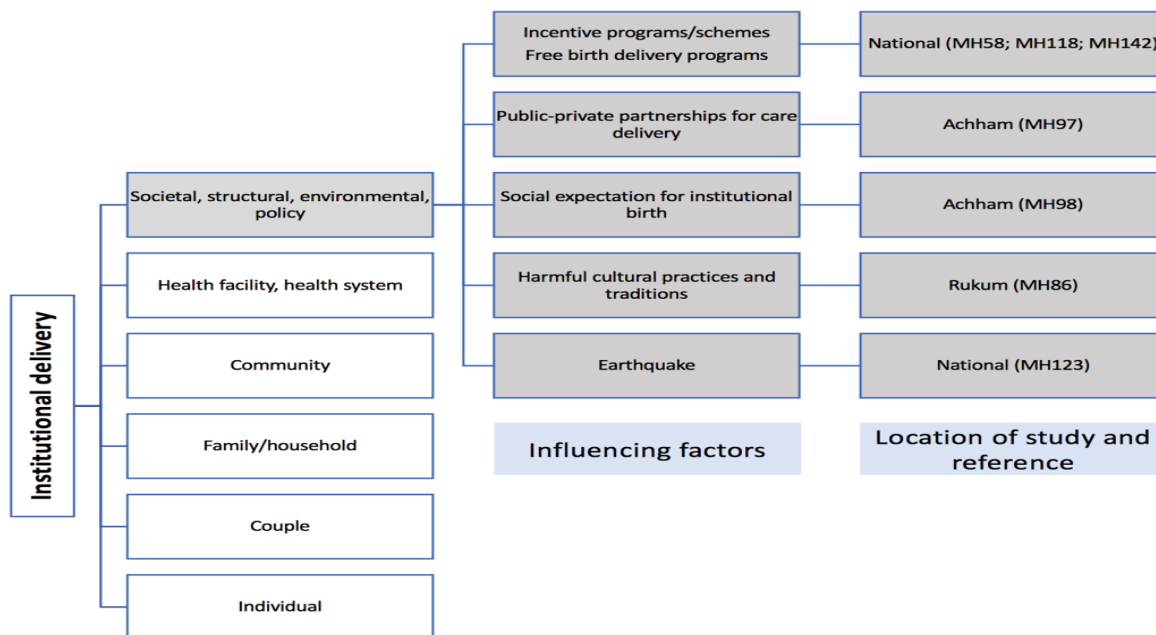 Institutional delivery
Societal, structural, environmental,
policy
Health facility, health system
Community
Family/household
Couple
Individual
Incentive programs/schemes
Free birth delivery programs
Public-private partnerships for care
delivery
Social expectation for institutional
birth
Harmful cultural practices and
traditions
Earthquake
Influencing factors
National (MH58; MH118; MH142)
Achham (MH97)
Achham (MH98)
Rukum (MH86)
National (MH123)
Location of study and
reference